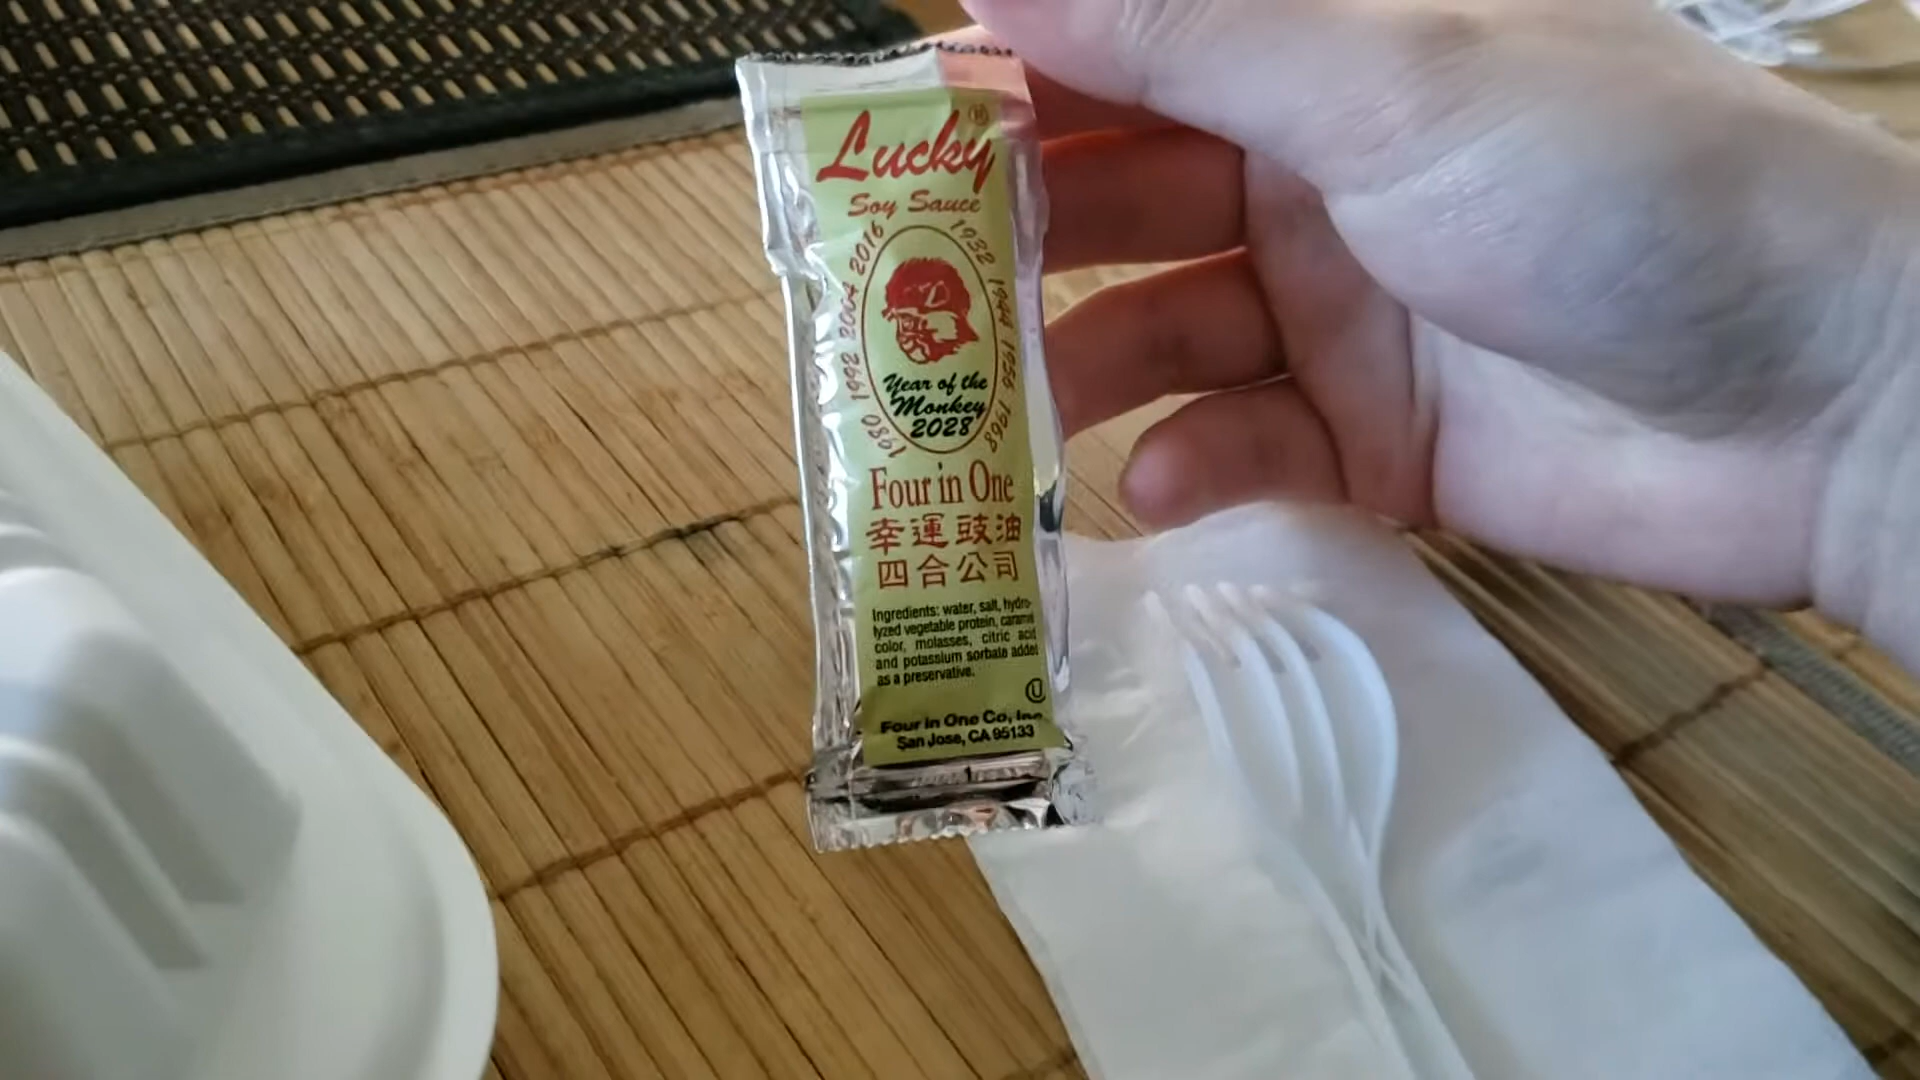 Lucky®
Soy Sauce
1932 1944 1956 1968
1980 1992 2004 2016
Year of the
Monkey
2028
Four in One
幸運豉油
四合公司
Ingredients: water, salt, hydro-
lyzed vegetable protein, caramel
color, molasses, citric acid
and potassium sorbate added
as a preservative.
U
Four in One Co, Inc
San Jose, CA 95133